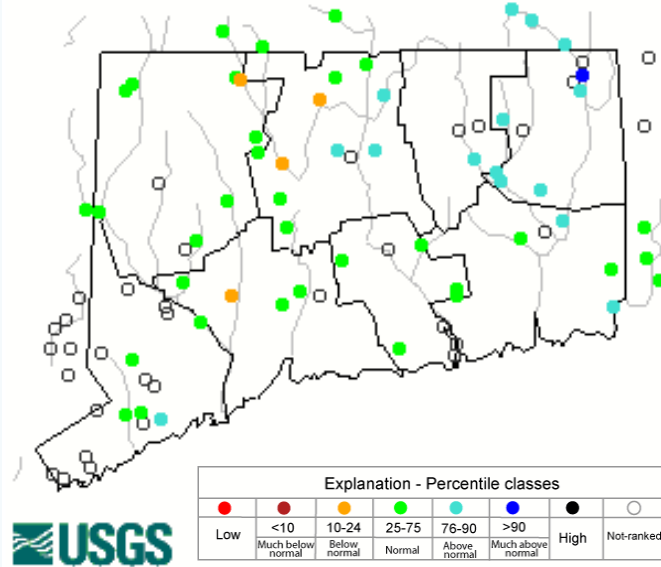 Explanation - Percentile classes
Low
<10
Much below
normal
10-24
Below
normal
25-75
Normal
76-90
Above
normal
>90
Much above
normal
High
Not-ranked
USGS